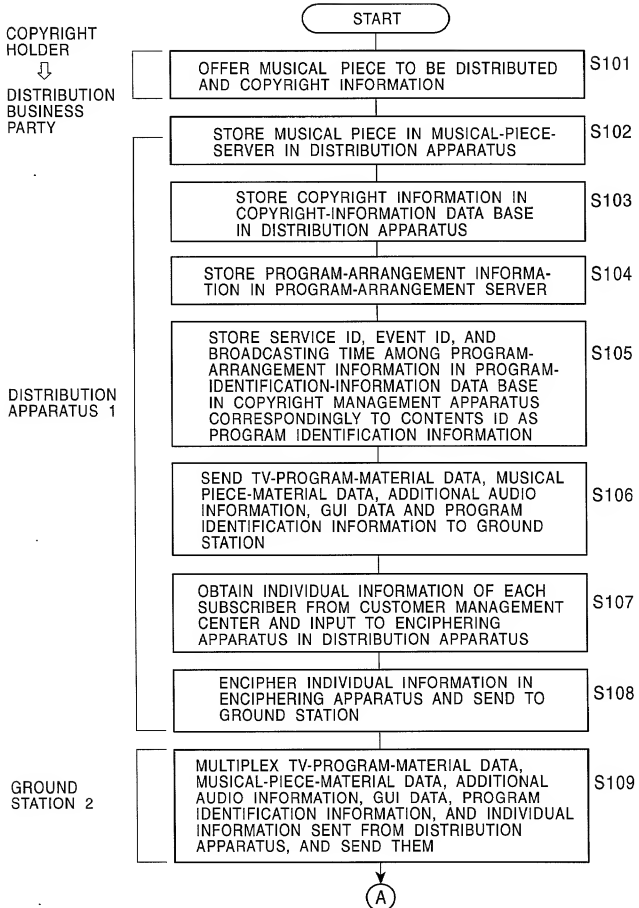 START
COPYRIGHT
HOLDER
⇩
DISTRIBUTION
BUSINESS
PARTY
OFFER MUSICAL PIECE TO BE DISTRIBUTED
AND COPYRIGHT INFORMATION
S101
STORE MUSICAL PIECE IN MUSICAL-PIECE-
SERVER IN DISTRIBUTION APPARATUS
S102
STORE COPYRIGHT INFORMATION IN
COPYRIGHT-INFORMATION DATA BASE
IN DISTRIBUTION APPARATUS
S103
STORE PROGRAM-ARRANGEMENT INFORMA-
TION IN PROGRAM-ARRANGEMENT SERVER
S104
DISTRIBUTION
APPARATUS 1
STORE SERVICE ID, EVENT ID, AND
BROADCASTING TIME AMONG PROGRAM-
ARRANGEMENT INFORMATION IN PROGRAM-
IDENTIFICATION-INFORMATION DATA BASE
IN COPYRIGHT MANAGEMENT APPARATUS
CORRESPONDINGLY TO CONTENTS ID AS
PROGRAM IDENTIFICATION INFORMATION
S105
SEND TV-PROGRAM-MATERIAL DATA, MUSICAL
PIECE-MATERIAL DATA, ADDITIONAL AUDIO
INFORMATION, GUI DATA AND PROGRAM
IDENTIFICATION INFORMATION TO GROUND
STATION
S106
OBTAIN INDIVIDUAL INFORMATION OF EACH
SUBSCRIBER FROM CUSTOMER MANAGEMENT
CENTER AND INPUT TO ENCIPHERING
APPARATUS IN DISTRIBUTION APPARATUS
S107
ENCIPHER INDIVIDUAL INFORMATION IN
ENCIPHERING APPARATUS AND SEND TO
GROUND STATION
S108
GROUND
STATION 2
MULTIPLEX TV-PROGRAM-MATERIAL DATA,
MUSICAL-PIECE-MATERIAL DATA, ADDITIONAL
AUDIO INFORMATION, GUI DATA, PROGRAM
IDENTIFICATION INFORMATION, AND INDIVIDUAL
INFORMATION SENT FROM DISTRIBUTION
APPARATUS, AND SEND THEM
S109
A